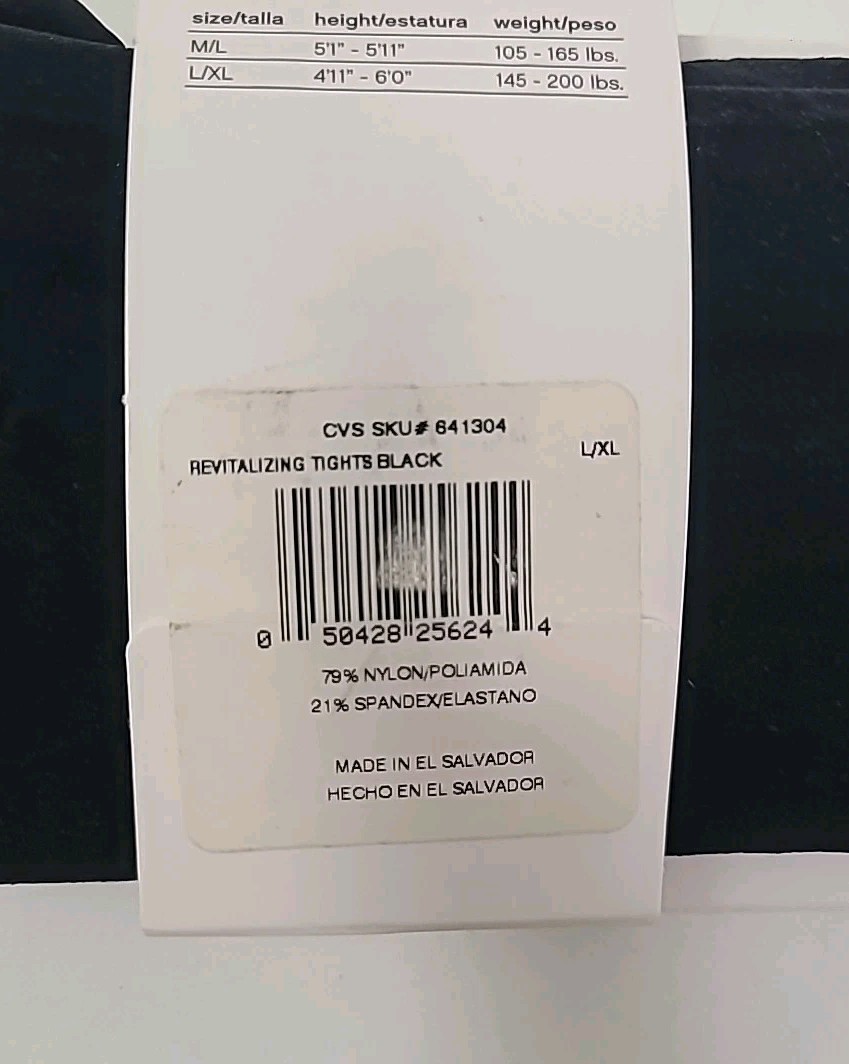 size/talla height/estatura weight/peso
M/L 5'1" - 5'11" 105 - 165 lbs.
L/XL 4'11" - 6'0" 145 - 200 lbs.
CVS SKU# 641304
L/XL
REVITALIZING TIGHTS BLACK
0 50428 25624 4
79% NYLON/POLIAMIDA
21% SPANDEX/ELASTANO
MADE IN EL SALVADOR
HECHO EN EL SALVADOR